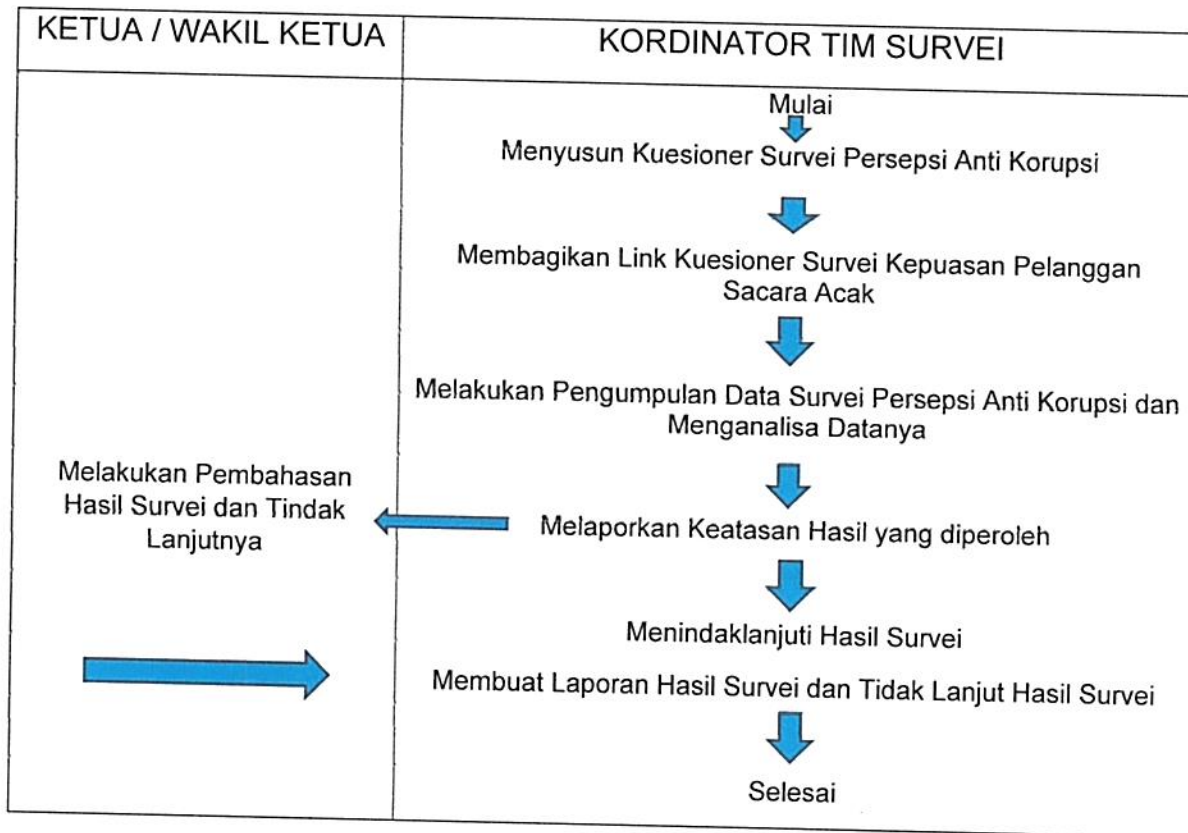 KETUA / WAKIL KETUA
KORDINATOR TIM SURVEI
Mulai
Menyusun Kuesioner Survei Persepsi Anti Korupsi
Membagikan Link Kuesioner Survei Kepuasan Pelanggan
Sacara Acak
Melakukan Pengumpulan Data Survei Persepsi Anti Korupsi dan
Menganalisa Datanya
Melakukan Pembahasan
Hasil Survei dan Tindak
Lanjutnya
Melaporkan Keatasan Hasil yang diperoleh
Menindaklanjuti Hasil Survei
Membuat Laporan Hasil Survei dan Tidak Lanjut Hasil Survei
Selesai